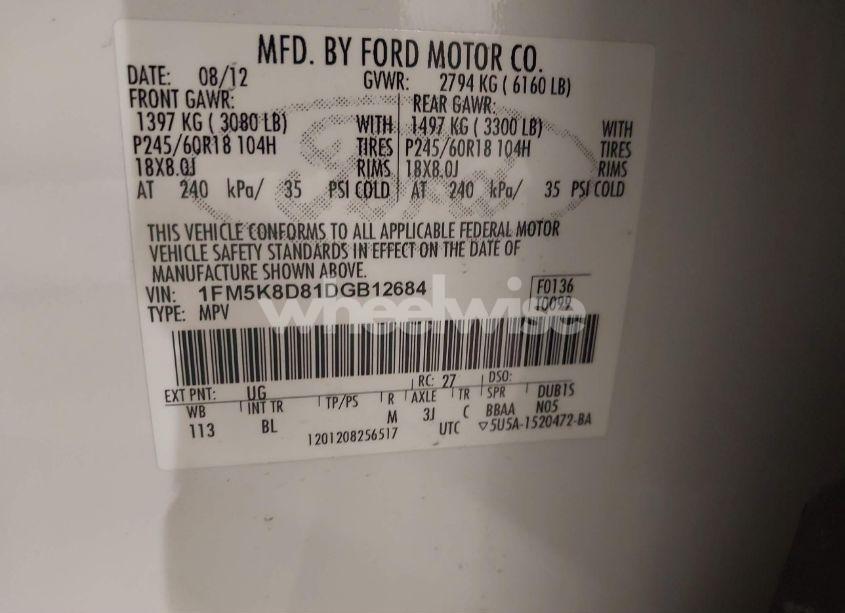 MFD. BY FORD MOTOR CO.
DATE: 08/12 GVWR: 2794 KG ( 6160 LB)
FRONT GAWR: REAR GAWR:
1397 KG ( 3080 LB) WITH 1497 KG ( 3300 LB) WITH
P245/60R18 104H TIRES P245/60R18 104H TIRES
18X8.0J RIMS 18X8.0J RIMS
AT 240 kPa/ 35 PSI COLD AT 240 kPa/ 35 PSI COLD
THIS VEHICLE CONFORMS TO ALL APPLICABLE FEDERAL MOTOR
VEHICLE SAFETY STANDARDS IN EFFECT ON THE DATE OF
MANUFACTURE SHOWN ABOVE.
VIN: 1FM5K8D81DGB12684 F0136
TYPE: MPV
wheelwise
EXT PNT: UG RC: 27 DSO:
WB INT TR TP/PS R AXLE TR SPR DUB1S
113 BL M 3J C BBAA N05
1201208256517 UTC ▽5U5A-1520472-BA